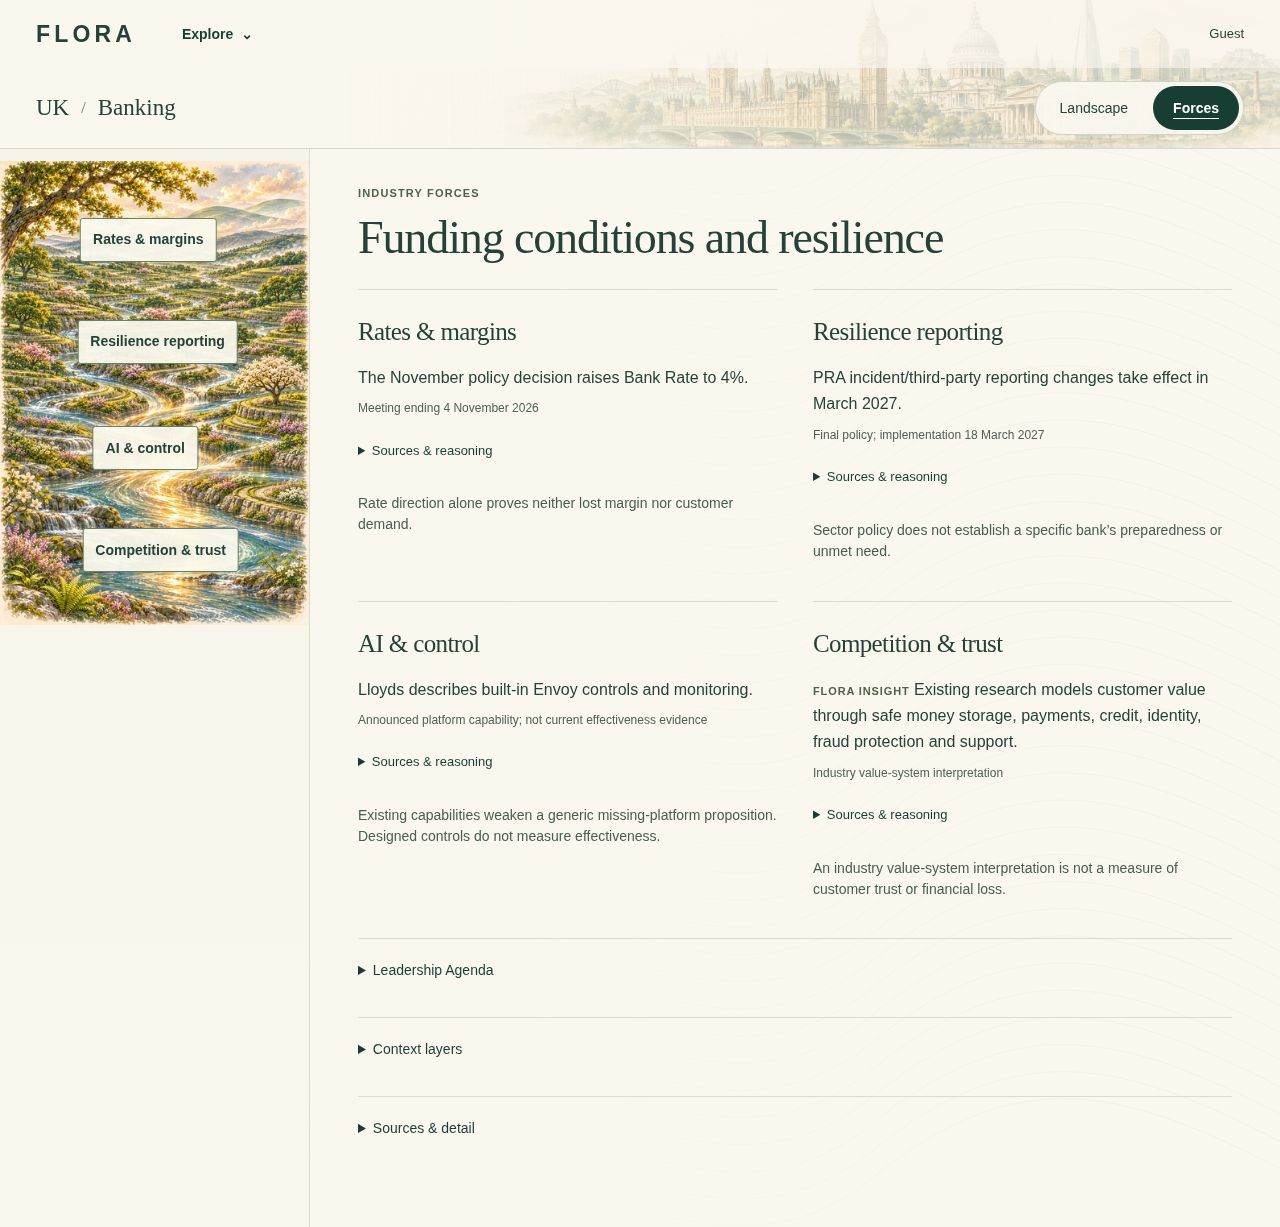 FLORA
Explore
Guest
UK / Banking
Landscape
Forces
Rates & margins
Resilience reporting
AI & control
Competition & trust
INDUSTRY FORCES
Funding conditions and resilience
Rates & margins
The November policy decision raises Bank Rate to 4%.
Meeting ending 4 November 2026
Sources & reasoning
Rate direction alone proves neither lost margin nor customer
demand.
Resilience reporting
PRA incident/third-party reporting changes take effect in
March 2027.
Final policy; implementation 18 March 2027
Sources & reasoning
Sector policy does not establish a specific bank’s preparedness or
unmet need.
AI & control
Lloyds describes built-in Envoy controls and monitoring.
Announced platform capability; not current effectiveness evidence
Sources & reasoning
Existing capabilities weaken a generic missing-platform proposition.
Designed controls do not measure effectiveness.
Competition & trust
FLORA INSIGHT Existing research models customer value
through safe money storage, payments, credit, identity,
fraud protection and support.
Industry value-system interpretation
Sources & reasoning
An industry value-system interpretation is not a measure of
customer trust or financial loss.
Leadership Agenda
Context layers
Sources & detail